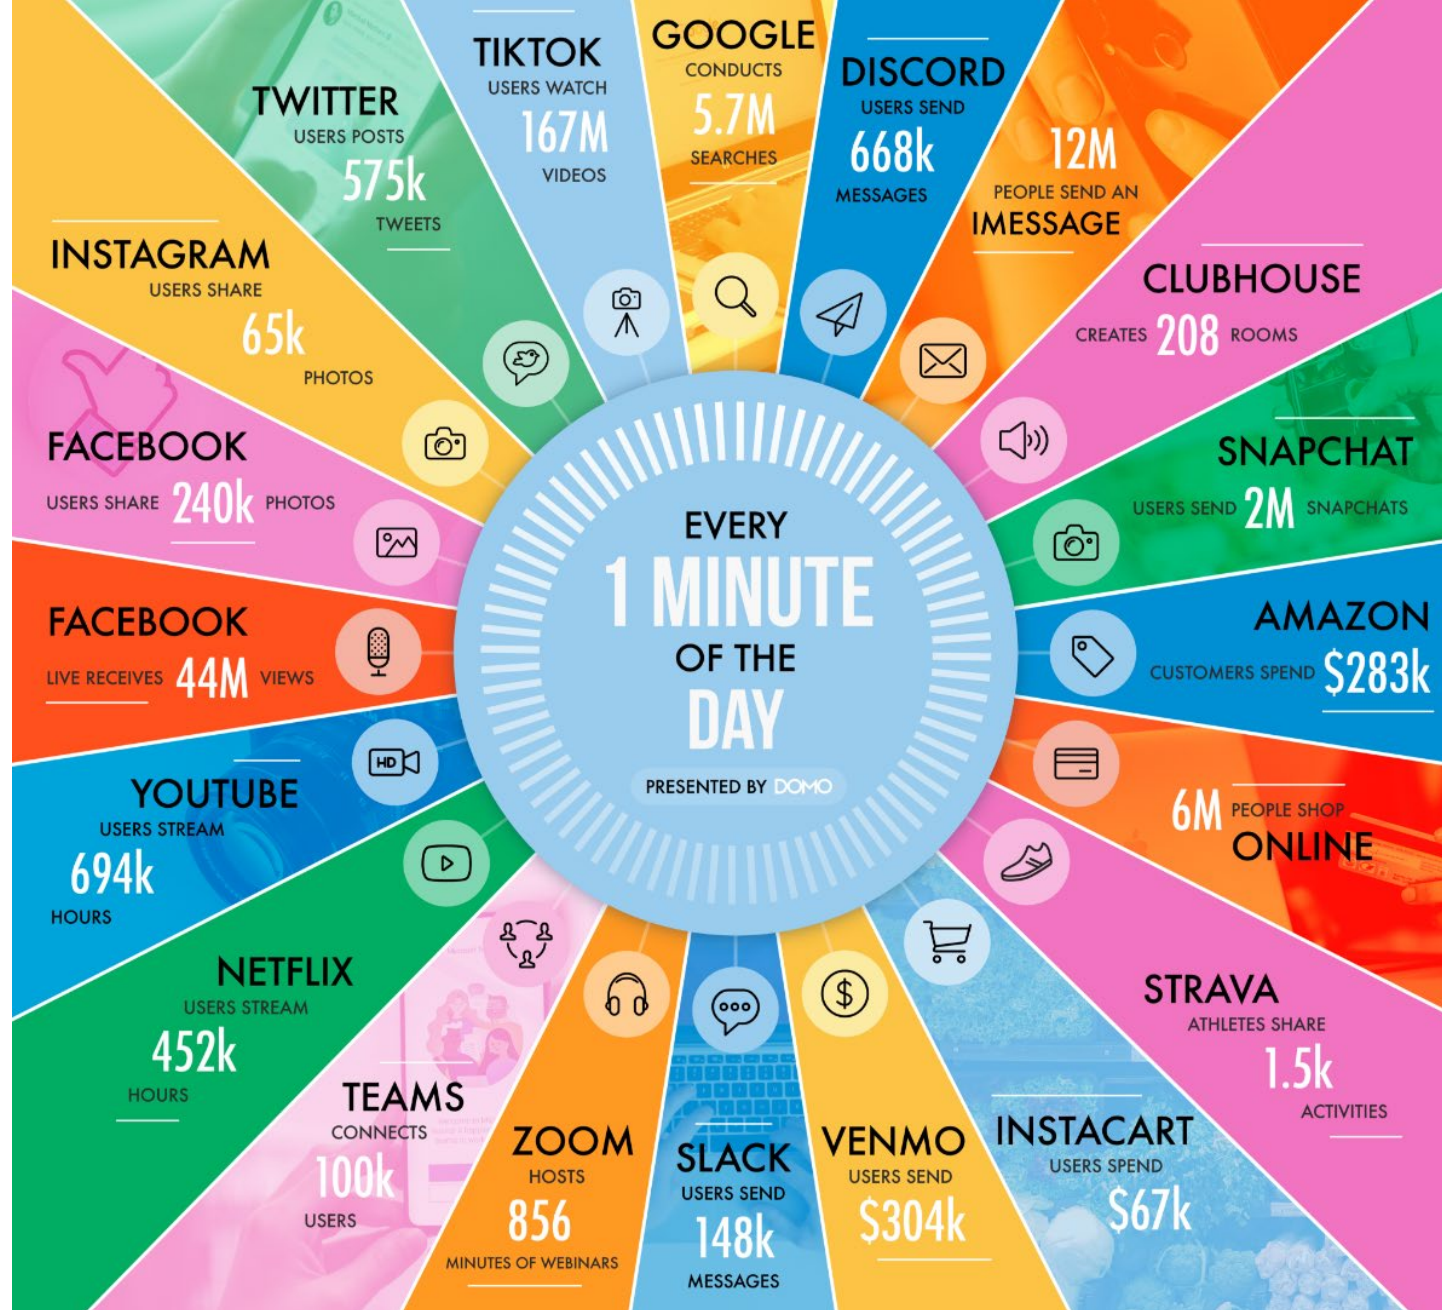 GOOGLE
CONDUCTS
5.7M
SEARCHES
DISCORD
USERS SEND
668k
MESSAGES
12M
PEOPLE SEND AN
IMESSAGE
CLUBHOUSE
CREATES 208 ROOMS
SNAPCHAT
USERS SEND 2M SNAPCHATS
AMAZON
CUSTOMERS SPEND $283k
6M PEOPLE SHOP
ONLINE
STRAVA
ATHLETES SHARE
1.5k
ACTIVITIES
INSTACART
USERS SPEND
$67k
VENMO
USERS SEND
$304k
SLACK
USERS SEND
148k
MESSAGES
ZOOM
HOSTS
856
MINUTES OF WEBINARS
TEAMS
CONNECTS
100k
USERS
NETFLIX
USERS STREAM
452k
HOURS
YOUTUBE
USERS STREAM
694k
HOURS
HD
FACEBOOK
LIVE RECEIVES 44M VIEWS
FACEBOOK
USERS SHARE 240k PHOTOS
INSTAGRAM
USERS SHARE
65k
PHOTOS
TWITTER
USERS POSTS
575k
TWEETS
TIKTOK
USERS WATCH
167M
VIDEOS
EVERY
1 MINUTE
OF THE
DAY
PRESENTED BY DOMO